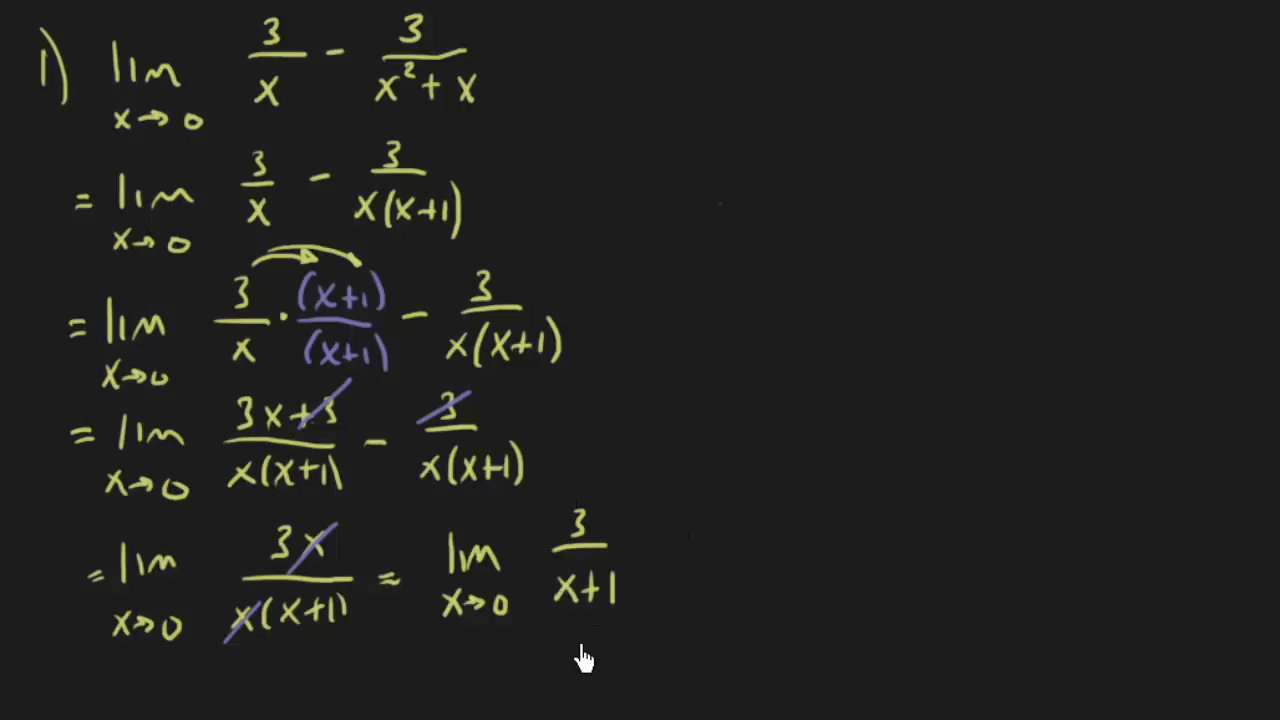 1) lim x→0 3/x - 3/(x² + x)
= lim x→0 3/x - 3/(x(x+1))
= lim x→0 3/x · (x+1)/(x+1) - 3/(x(x+1))
= lim x→0 (3x+3)/(x(x+1)) - 3/(x(x+1))
= lim x→0 3x/(x(x+1)) = lim x→0 3/(x+1)